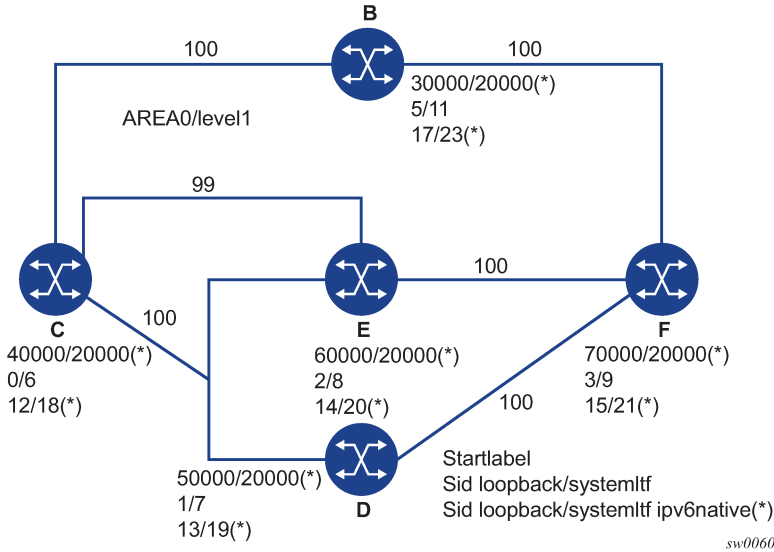 B
100
100
30000/20000(*)
5/11
17/23(*)
AREA0/level1
99
100
100
C
40000/20000(*)
0/6
12/18(*)
E
60000/20000(*)
2/8
14/20(*)
F
70000/20000(*)
3/9
15/21(*)
100
50000/20000(*)
1/7
13/19(*)
D
Startlabel
Sid loopback/systemItf
Sid loopback/systemItf ipv6native(*)
sw0060